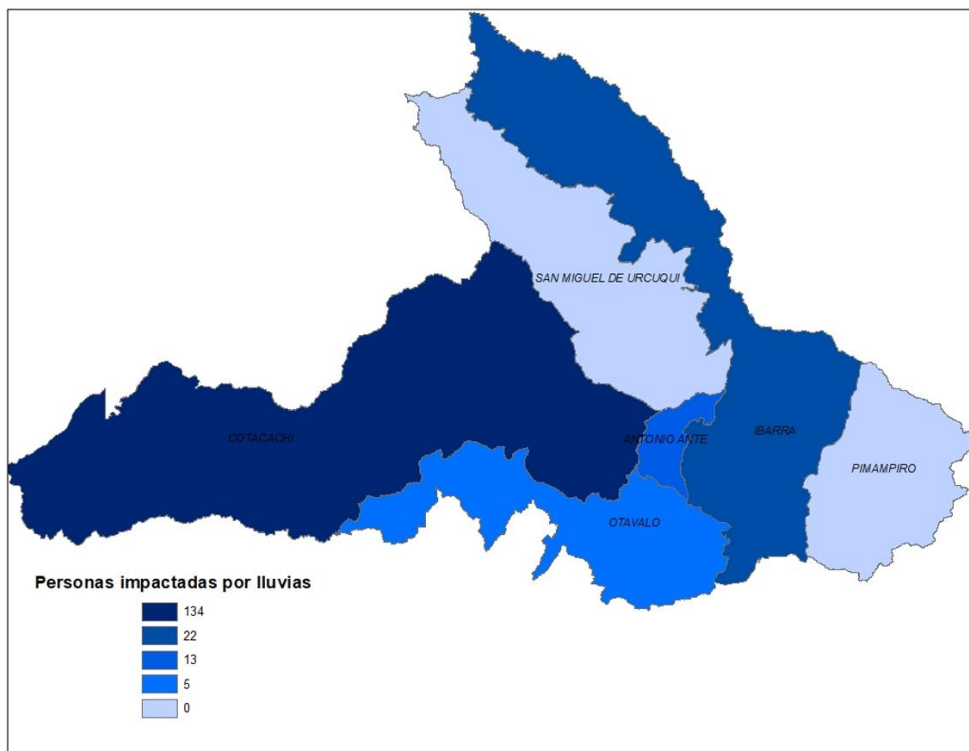 SAN MIGUEL DE URCUQUI
COTACACHI
ANTONIO ANTE
IBARRA
PIMAMPIRO
OTAVALO
Personas impactadas por lluvias
134
22
13
5
0